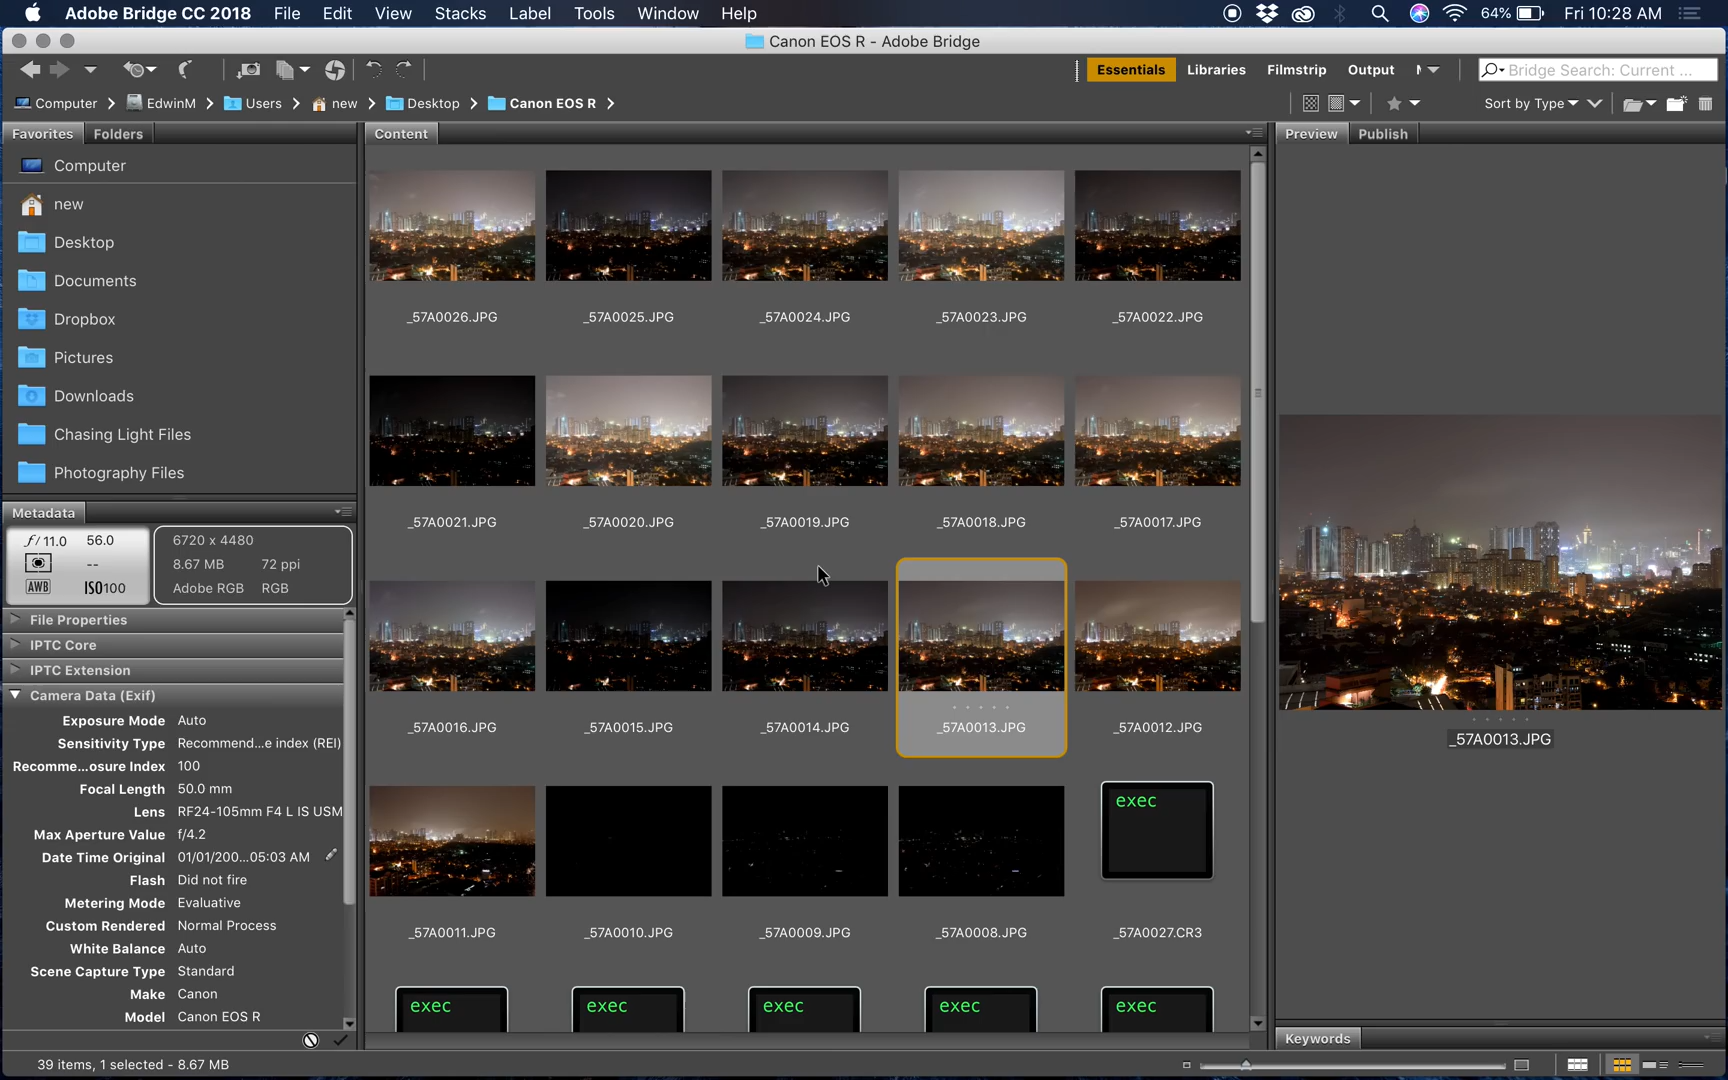 Adobe Bridge CC 2018 File Edit View Stacks Label Tools Window Help 64% Fri 10:28 AM
Canon EOS R - Adobe Bridge
Essentials Libraries Filmstrip Output Bridge Search: Current ...
Computer EdwinM Users new Desktop Canon EOS R Sort by Type
Favorites Folders
Computer
new
Desktop
Documents
Dropbox
Pictures
Downloads
Chasing Light Files
Photography Files
Metadata
f/11.0 56.0
--
AWB ISO100
6720 x 4480
8.67 MB 72 ppi
Adobe RGB RGB
File Properties
IPTC Core
IPTC Extension
Camera Data (Exif)
Exposure Mode Auto
Sensitivity Type Recommend...e index (REI)
Recomme...osure Index 100
Focal Length 50.0 mm
Lens RF24-105mm F4 L IS USM
Max Aperture Value f/4.2
Date Time Original 01/01/200...05:03 AM
Flash Did not fire
Metering Mode Evaluative
Custom Rendered Normal Process
White Balance Auto
Scene Capture Type Standard
Make Canon
Model Canon EOS R
39 items, 1 selected - 8.67 MB
Content
_57A0026.JPG _57A0025.JPG _57A0024.JPG _57A0023.JPG _57A0022.JPG
_57A0021.JPG _57A0020.JPG _57A0019.JPG _57A0018.JPG _57A0017.JPG
_57A0016.JPG _57A0015.JPG _57A0014.JPG _57A0013.JPG _57A0012.JPG
exec
_57A0011.JPG _57A0010.JPG _57A0009.JPG _57A0008.JPG _57A0027.CR3
exec exec exec exec exec
Preview Publish
_57A0013.JPG
Keywords